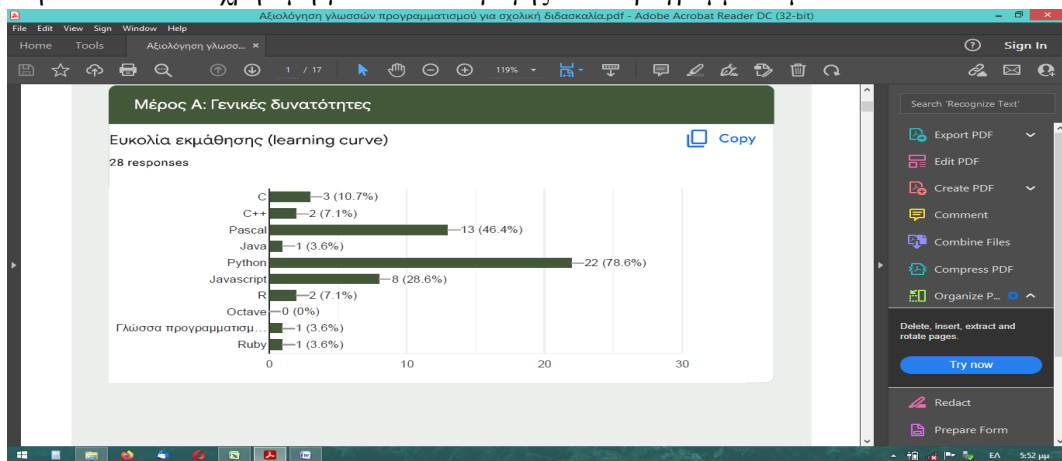 Αξιολόγηση γλωσσών προγραμματισμού για σχολική διδασκαλία.pdf - Adobe Acrobat Reader DC (32-bit)
File Edit View Sign Window Help
Home Tools Αξιολόγηση γλωσσ... × Sign In
1 / 17 119%
Μέρος Α: Γενικές δυνατότητες
Ευκολία εκμάθησης (learning curve)
Copy
28 responses
C 3 (10.7%)
C++ 2 (7.1%)
Pascal 13 (46.4%)
Java 1 (3.6%)
Python 22 (78.6%)
Javascript 8 (28.6%)
R 2 (7.1%)
Octave 0 (0%)
Γλώσσα προγραμματισμ... 1 (3.6%)
Ruby 1 (3.6%)
0 10 20 30
Search 'Recognize Text'
Export PDF
Edit PDF
Create PDF
Comment
Combine Files
Compress PDF
Organize P...
Delete, insert, extract and
rotate pages.
Try now
Redact
Prepare Form
ΕΛ 5:52 μμ